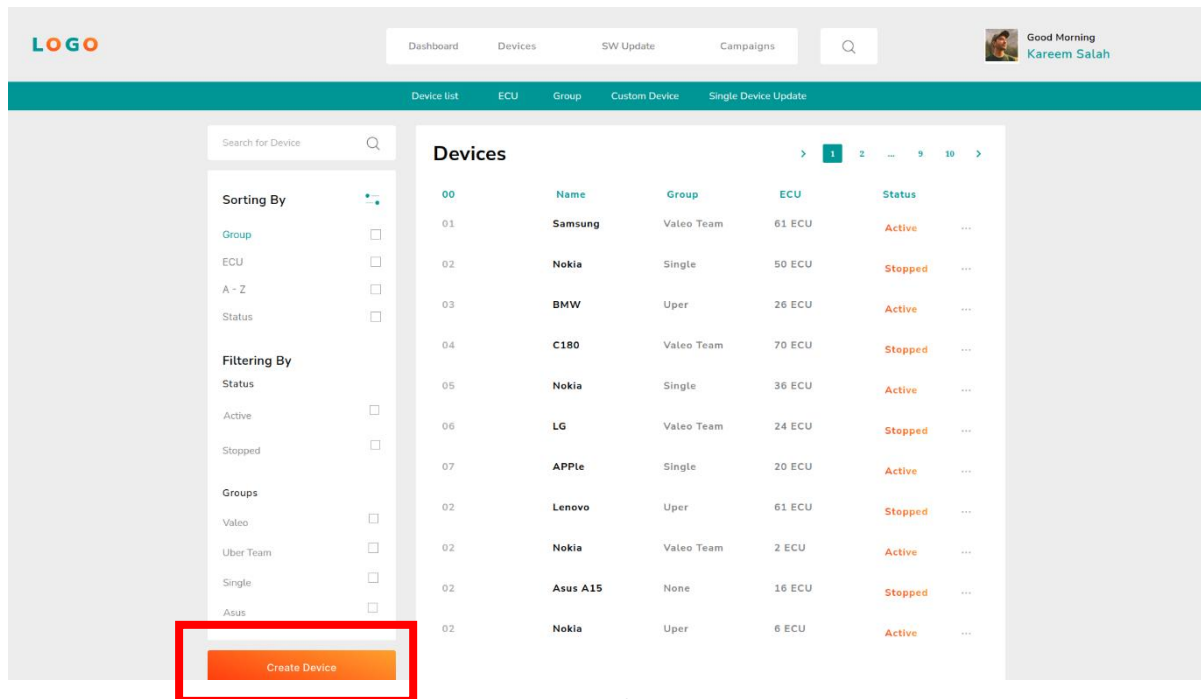 LOGO
Dashboard Devices SW Update Campaigns
Good Morning
Kareem Salah
Device list ECU Group Custom Device Single Device Update
Search for Device
Sorting By
Group
ECU
A - Z
Status
Filtering By
Status
Active
Stopped
Groups
Valeo
Uber Team
Single
Asus
Create Device
Devices
> 1 2 ... 9 10 >
00 Name Group ECU Status
01 Samsung Valeo Team 61 ECU Active ...
02 Nokia Single 50 ECU Stopped ...
03 BMW Uper 26 ECU Active ...
04 C180 Valeo Team 70 ECU Stopped ...
05 Nokia Single 36 ECU Active ...
06 LG Valeo Team 24 ECU Stopped ...
07 APPle Single 20 ECU Active ...
02 Lenovo Uper 61 ECU Stopped ...
02 Nokia Valeo Team 2 ECU Active ...
02 Asus A15 None 16 ECU Stopped ...
02 Nokia Uper 6 ECU Active ...